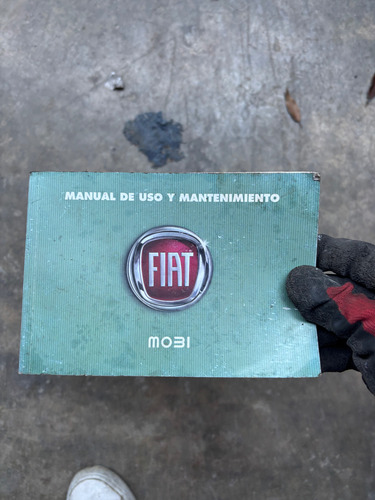 MANUAL DE USO Y MANTENIMIENTO
FIAT
MOBI